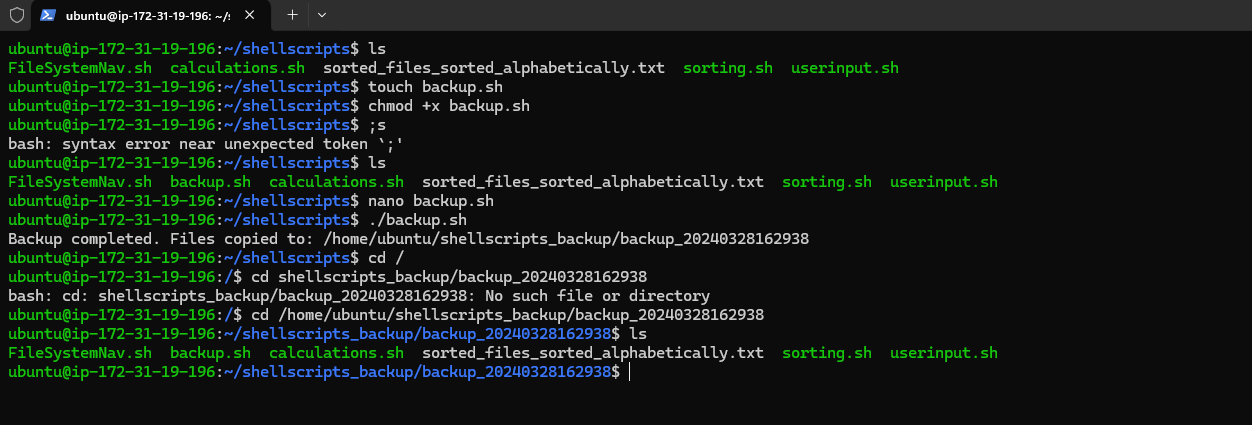 ubuntu@ip-172-31-19-196: ~/s
ubuntu@ip-172-31-19-196:~/shellscripts$ ls
FileSystemNav.sh  calculations.sh  sorted_files_sorted_alphabetically.txt  sorting.sh  userinput.sh
ubuntu@ip-172-31-19-196:~/shellscripts$ touch backup.sh
ubuntu@ip-172-31-19-196:~/shellscripts$ chmod +x backup.sh
ubuntu@ip-172-31-19-196:~/shellscripts$ ;s
bash: syntax error near unexpected token `;'
ubuntu@ip-172-31-19-196:~/shellscripts$ ls
FileSystemNav.sh  backup.sh  calculations.sh  sorted_files_sorted_alphabetically.txt  sorting.sh  userinput.sh
ubuntu@ip-172-31-19-196:~/shellscripts$ nano backup.sh
ubuntu@ip-172-31-19-196:~/shellscripts$ ./backup.sh
Backup completed. Files copied to: /home/ubuntu/shellscripts_backup/backup_20240328162938
ubuntu@ip-172-31-19-196:~/shellscripts$ cd /
ubuntu@ip-172-31-19-196:/$ cd shellscripts_backup/backup_20240328162938
bash: cd: shellscripts_backup/backup_20240328162938: No such file or directory
ubuntu@ip-172-31-19-196:/$ cd /home/ubuntu/shellscripts_backup/backup_20240328162938
ubuntu@ip-172-31-19-196:~/shellscripts_backup/backup_20240328162938$ ls
FileSystemNav.sh  backup.sh  calculations.sh  sorted_files_sorted_alphabetically.txt  sorting.sh  userinput.sh
ubuntu@ip-172-31-19-196:~/shellscripts_backup/backup_20240328162938$